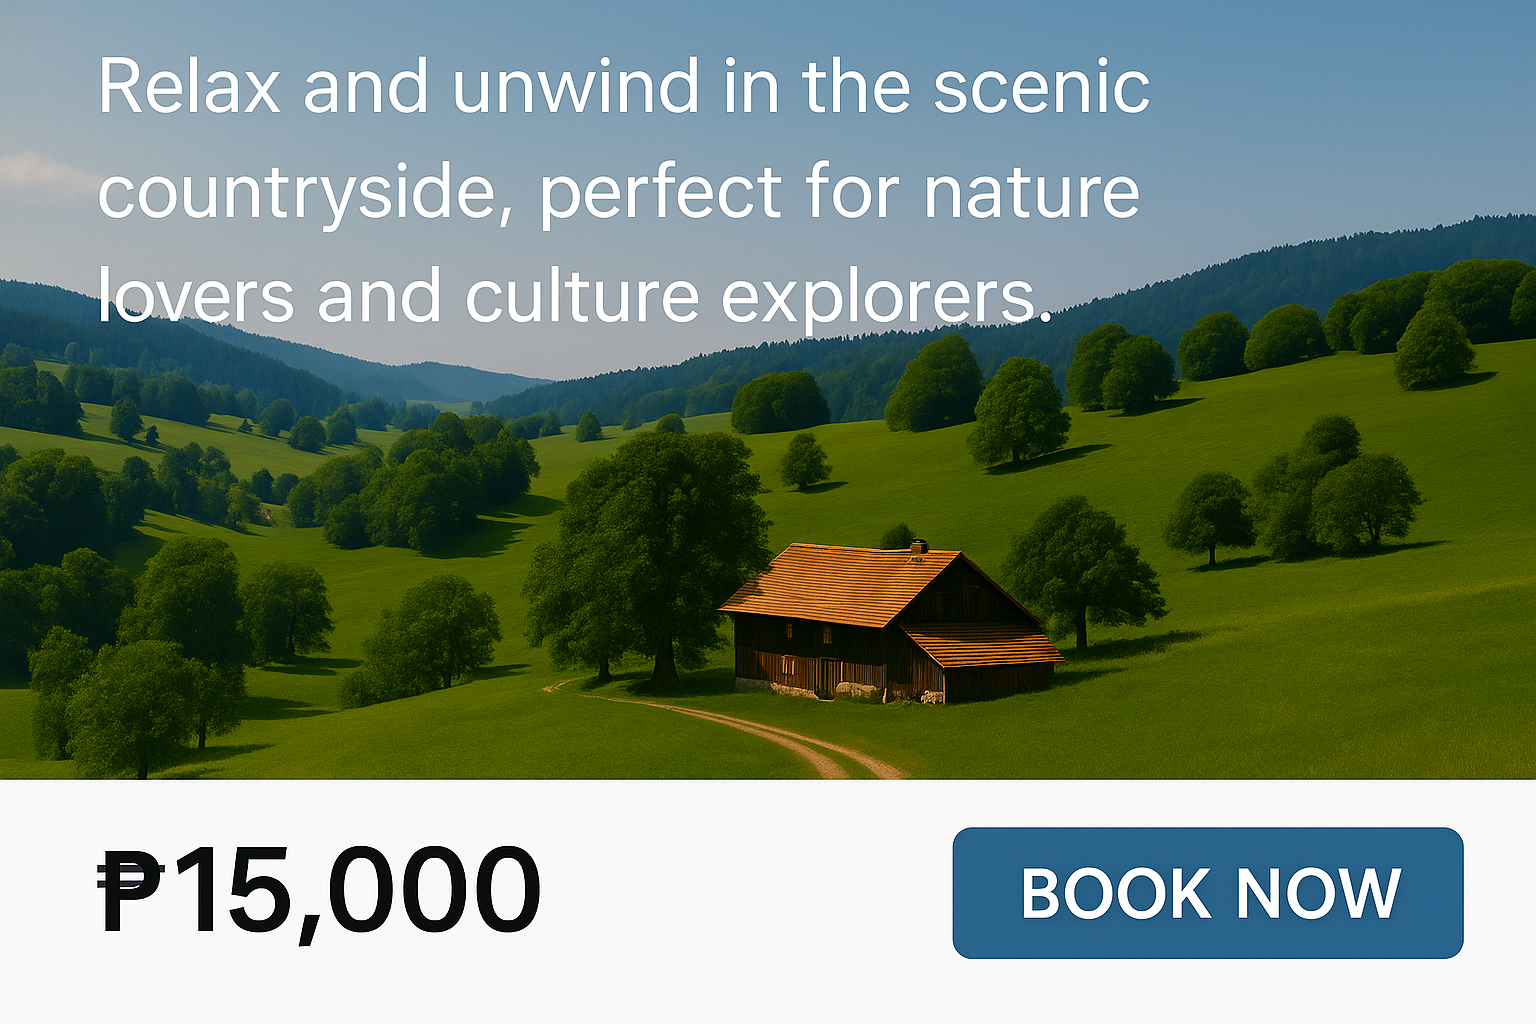 Relax and unwind in the scenic
countryside, perfect for nature
lovers and culture explorers.
₱15,000
BOOK NOW